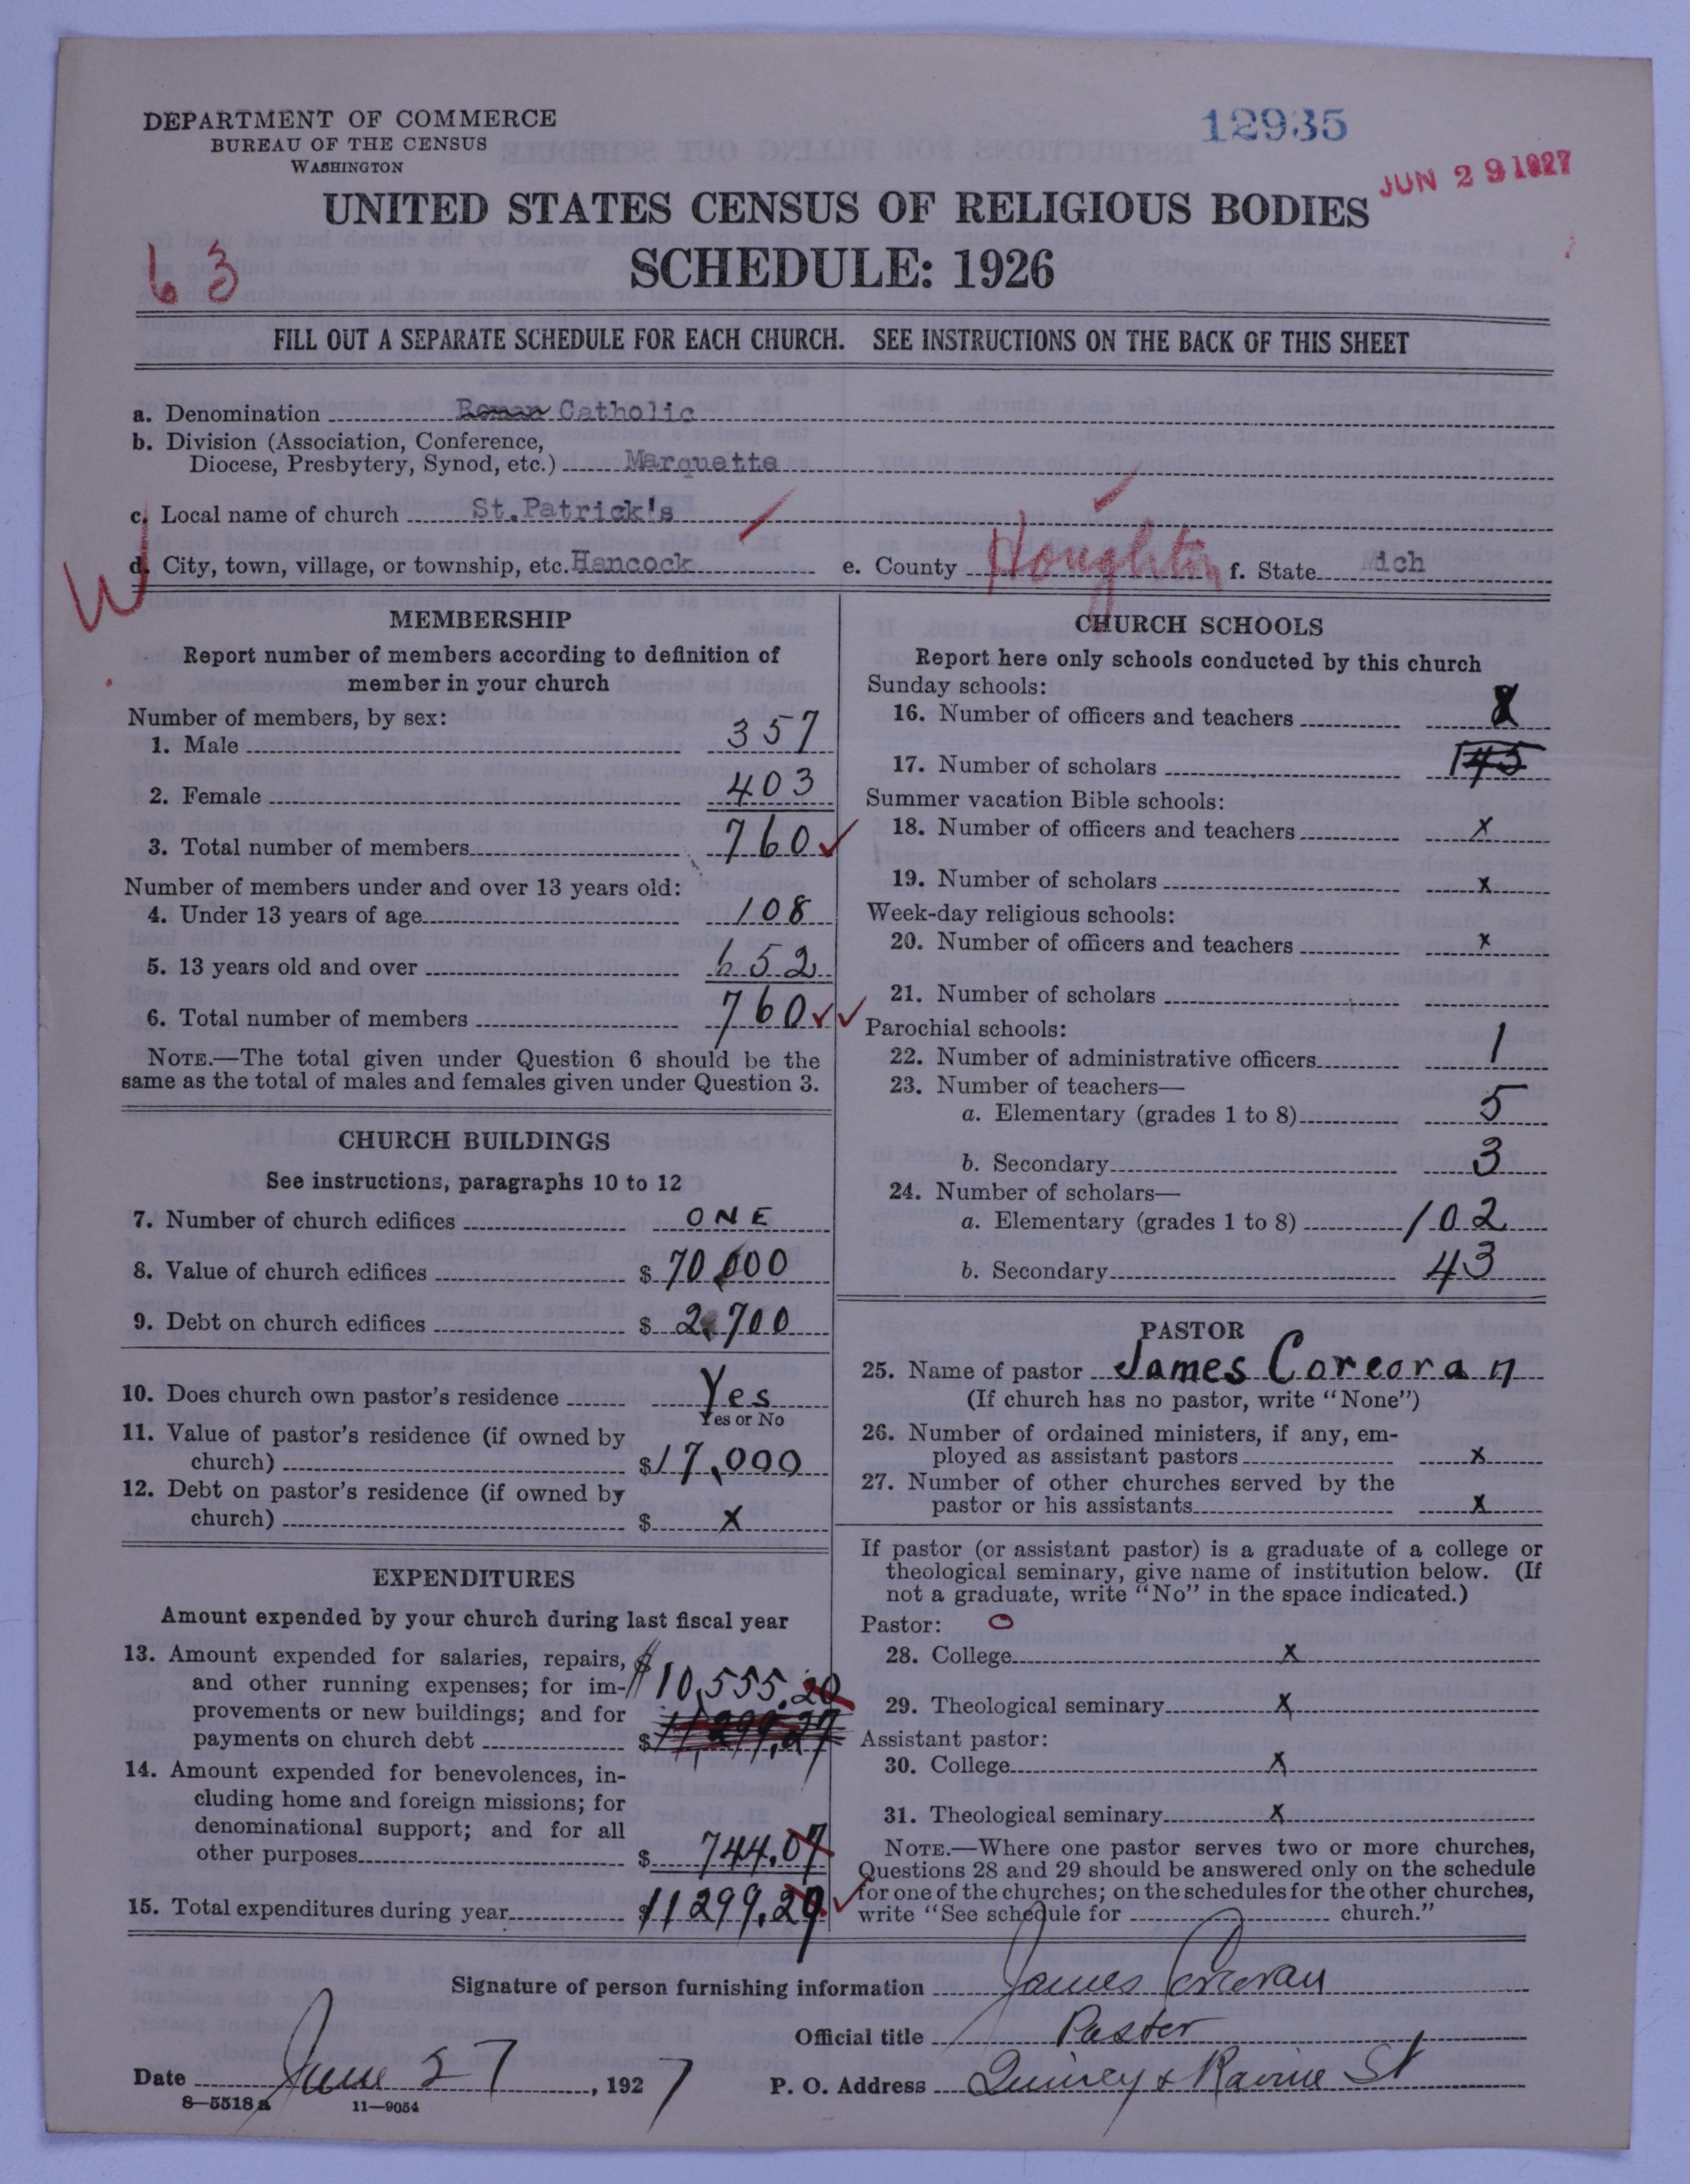 DEPARTMENT OF COMMERCE
BUREAU OF THE CENSUS
WASHINGTON
12935
JUN 29 1927
UNITED STATES CENSUS OF RELIGIOUS BODIES
SCHEDULE: 1926
63
FILL OUT A SEPARATE SCHEDULE FOR EACH CHURCH. SEE INSTRUCTIONS ON THE BACK OF THIS SHEET
a. Denomination Roman Catholic
b. Division (Association, Conference,
Diocese, Presbytery, Synod, etc.) Marquette
c. Local name of church St.Patrick's
W
d. City, town, village, or township, etc. Hancock e. County Houghton f. State Mich
MEMBERSHIP
Report number of members according to definition of
member in your church
Number of members, by sex:
1. Male 357
2. Female 403
3. Total number of members 760
Number of members under and over 13 years old:
4. Under 13 years of age 108
5. 13 years old and over 652
6. Total number of members 760
NOTE.—The total given under Question 6 should be the
same as the total of males and females given under Question 3.
CHURCH BUILDINGS
See instructions, paragraphs 10 to 12
7. Number of church edifices ONE
8. Value of church edifices $ 70000
9. Debt on church edifices $ 2700
10. Does church own pastor's residence Yes
Yes or No
11. Value of pastor's residence (if owned by
church) $ 17,000
12. Debt on pastor's residence (if owned by
church) $ X
EXPENDITURES
Amount expended by your church during last fiscal year
13. Amount expended for salaries, repairs, $
and other running expenses; for im- 10,555.20
provements or new buildings; and for
payments on church debt $ 11,299.27
14. Amount expended for benevolences, in-
cluding home and foreign missions; for
denominational support; and for all
other purposes $ 744.07
15. Total expenditures during year $ 11299.29
CHURCH SCHOOLS
Report here only schools conducted by this church
Sunday schools:
16. Number of officers and teachers
17. Number of scholars 145
Summer vacation Bible schools:
18. Number of officers and teachers X
19. Number of scholars X
Week-day religious schools:
20. Number of officers and teachers X
21. Number of scholars
Parochial schools:
22. Number of administrative officers 1
23. Number of teachers—
a. Elementary (grades 1 to 8) 5
b. Secondary 3
24. Number of scholars—
a. Elementary (grades 1 to 8) 102
b. Secondary 43
PASTOR
25. Name of pastor James Corcoran
(If church has no pastor, write "None")
26. Number of ordained ministers, if any, em-
ployed as assistant pastors X
27. Number of other churches served by the
pastor or his assistants X
If pastor (or assistant pastor) is a graduate of a college or
theological seminary, give name of institution below. (If
not a graduate, write "No" in the space indicated.)
Pastor: O
28. College X
29. Theological seminary X
Assistant pastor:
30. College X
31. Theological seminary X
NOTE.—Where one pastor serves two or more churches,
Questions 28 and 29 should be answered only on the schedule
for one of the churches; on the schedules for the other churches,
write "See schedule for church."
Signature of person furnishing information James Corcoran
Official title Pastor
Date June 27, 1927 P. O. Address Quincy & Ravine St
8—5518a 11—9054